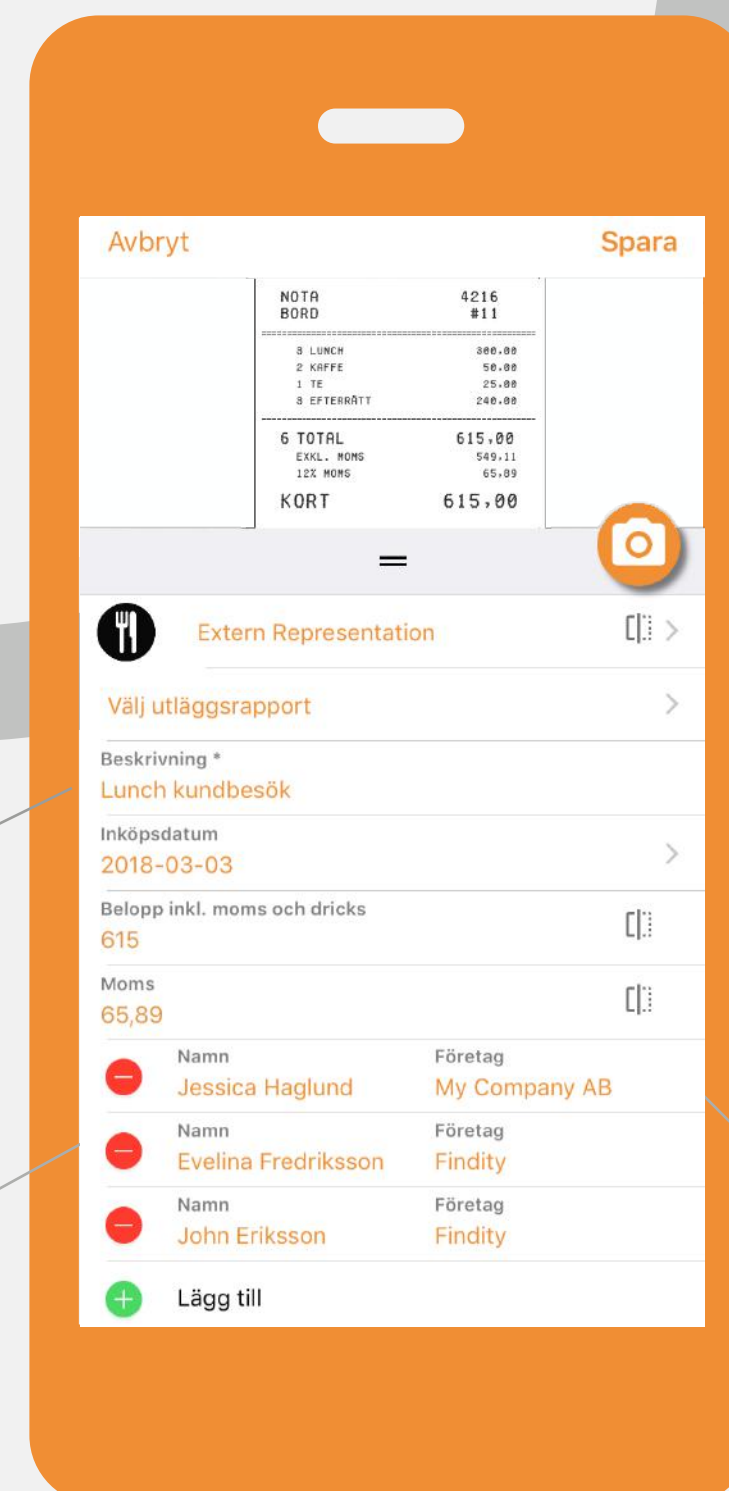 Avbryt Spara
NOTA 4216
BORD #11
3 LUNCH 300.00
2 KAFFE 50.00
1 TE 25.00
3 EFTERRÄTT 240.00
6 TOTAL 615,00
EXKL. MOMS 549.11
12% MOMS 65.89
KORT 615,00
Extern Representation
Välj utläggsrapport
Beskrivning *
Lunch kundbesök
Inköpsdatum
2018-03-03
Belopp inkl. moms och dricks
615
Moms
65,89
Namn Företag
Jessica Haglund My Company AB
Namn Företag
Evelina Fredriksson Findity
Namn Företag
John Eriksson Findity
Lägg till